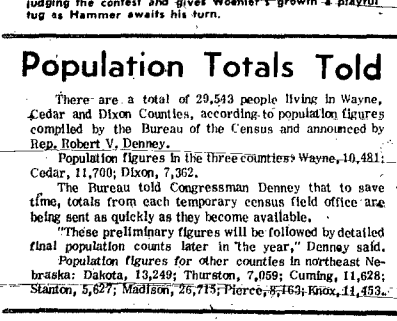 judging the contest and gives Woehler's growth a playful
tug as Hammer awaits his turn.
Population Totals Told
There are a total of 29,543 people living in Wayne,
Cedar and Dixon Counties, according to population figures
compiled by the Bureau of the Census and announced by
Rep. Robert V. Denney.
Population figures in the three counties: Wayne, 10,481;
Cedar, 11,700; Dixon, 7,362.
The Bureau told Congressman Denney that to save
time, totals from each temporary census field office are
being sent as quickly as they become available.
"These preliminary figures will be followed by detailed
final population counts later in the year," Denney said.
Population figures for other counties in northeast Ne-
braska: Dakota, 13,249; Thurston, 7,059; Cuming, 11,628;
Stanton, 5,627; Madison, 26,715; Pierce, 8,163; Knox, 11,453.